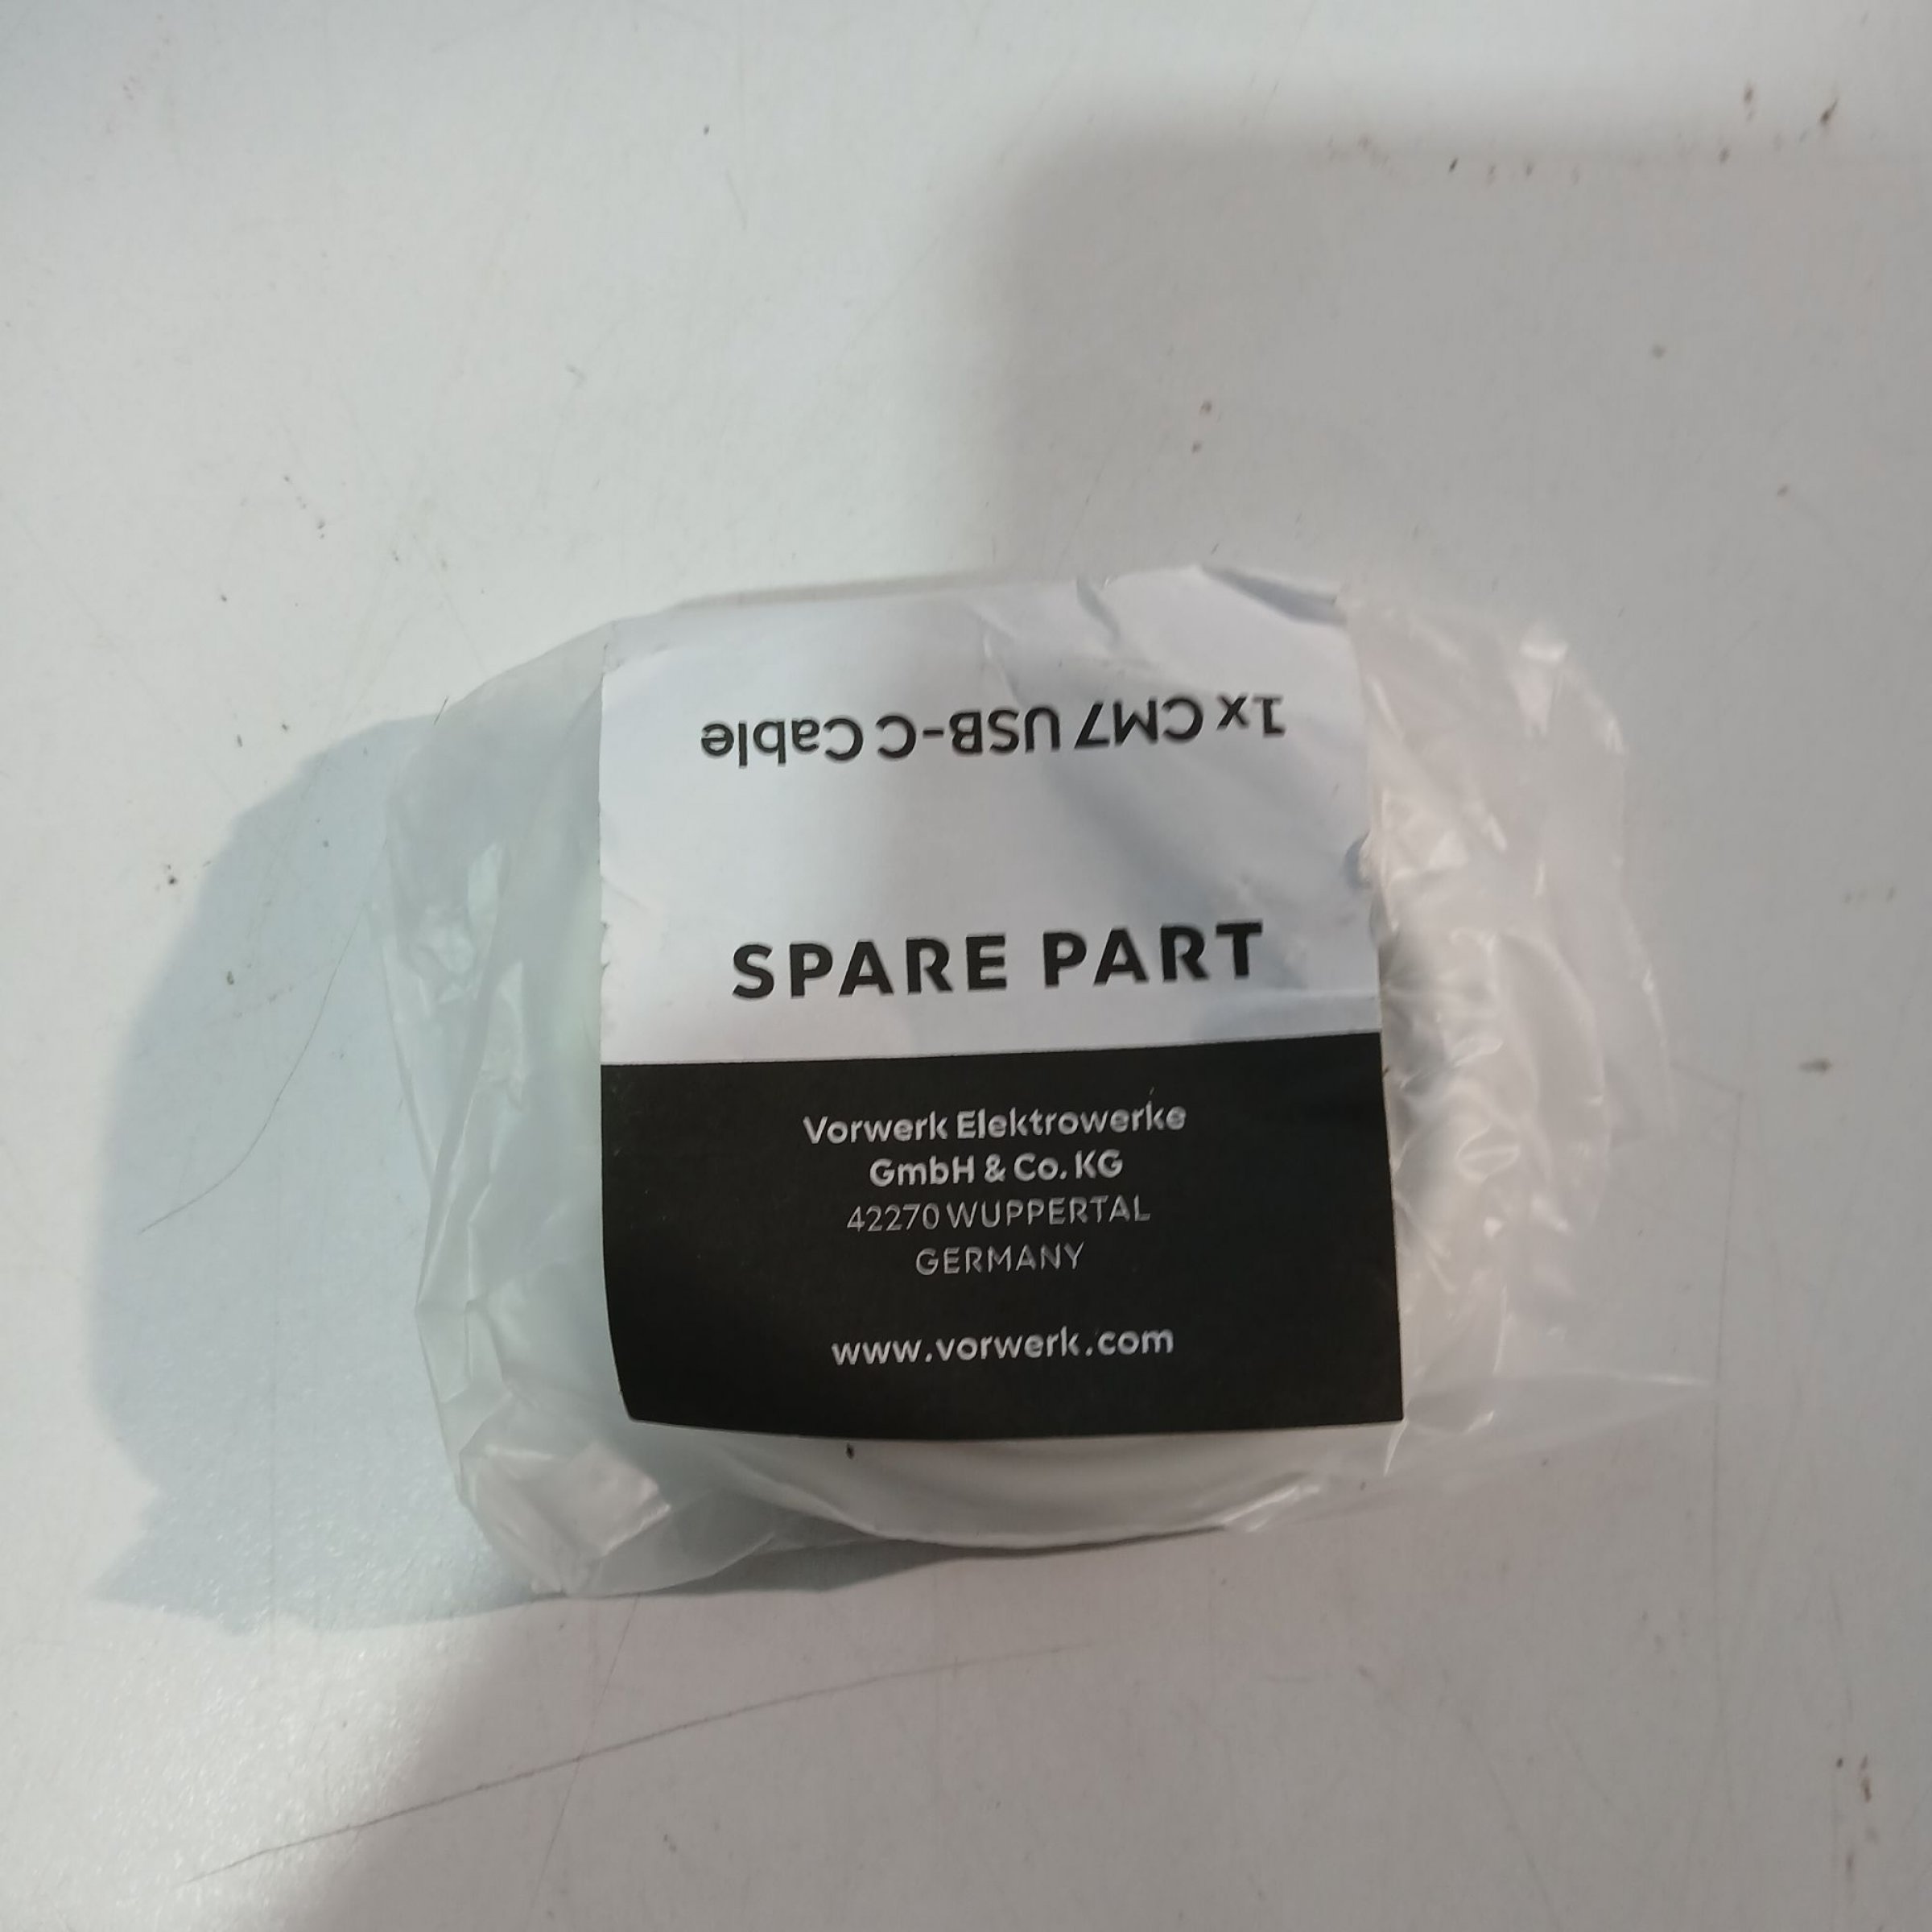 1x CM7 USB-C Cable
SPARE PART
Vorwerk Elektrowerke
GmbH & Co. KG
42270 WUPPERTAL
GERMANY
www.vorwerk.com